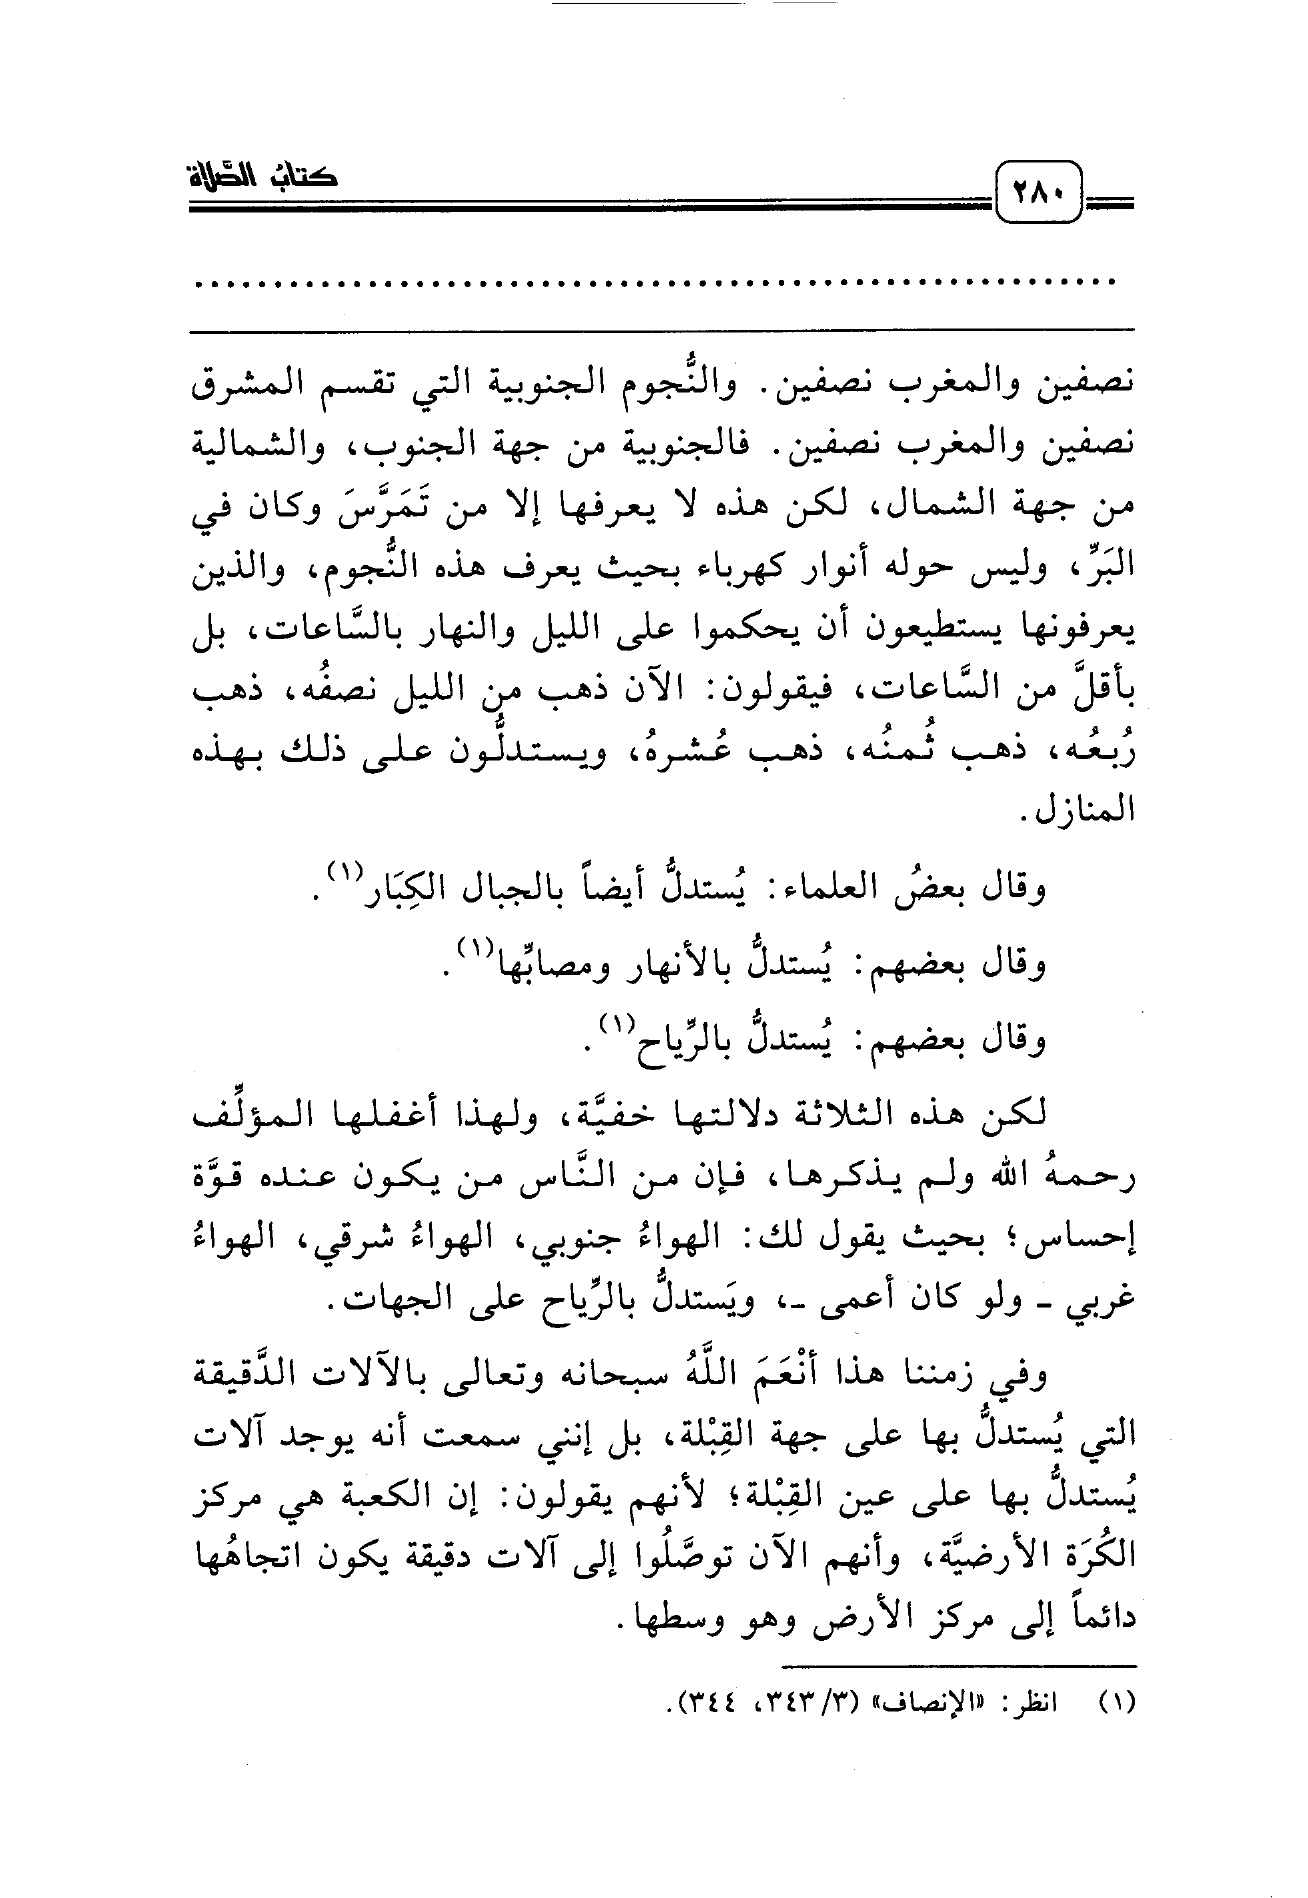 كتابُ الصَّلاة
٢٨٠
نصفين والمغرب نصفين. والنُّجوم الجنوبية التي تقسم المشرق
نصفين والمغرب نصفين. فالجنوبية من جهة الجنوب، والشمالية
من جهة الشمال، لكن هذه لا يعرفها إلا من تَمَرَّسَ وكان في
البَرِّ، وليس حوله أنوار كهرباء بحيث يعرف هذه النُّجوم، والذين
يعرفونها يستطيعون أن يحكموا على الليل والنهار بالسَّاعات، بل
بأقلَّ من السَّاعات، فيقولون: الآن ذهب من الليل نصفُه، ذهب
رُبعُه، ذهب ثُمنُه، ذهب عُشرهُ، ويستدلُّون على ذلك بهذه
المنازل.
وقال بعضُ العلماء: يُستدلُّ أيضاً بالجبال الكِبَار(١).
وقال بعضهم: يُستدلُّ بالأنهار ومصابِّها(١).
وقال بعضهم: يُستدلُّ بالرِّياح(١).
لكن هذه الثلاثة دلالتها خفيَّة، ولهذا أغفلها المؤلِّف
رحمهُ الله ولم يذكرها، فإن من النَّاس من يكون عنده قوَّة
إحساس؛ بحيث يقول لك: الهواءُ جنوبي، الهواءُ شرقي، الهواءُ
غربي ـ ولو كان أعمى ـ، ويَستدلُّ بالرِّياح على الجهات.
وفي زمننا هذا أنْعَمَ اللَّهُ سبحانه وتعالى بالآلات الدَّقيقة
التي يُستدلُّ بها على جهة القِبْلة، بل إنني سمعت أنه يوجد آلات
يُستدلُّ بها على عين القِبْلة؛ لأنهم يقولون: إن الكعبة هي مركز
الكُرَة الأرضيَّة، وأنهم الآن توصَّلُوا إلى آلات دقيقة يكون اتجاهُها
دائماً إلى مركز الأرض وهو وسطها.
(١) انظر: «الإنصاف» (٣/٣٤٣، ٣٤٤).